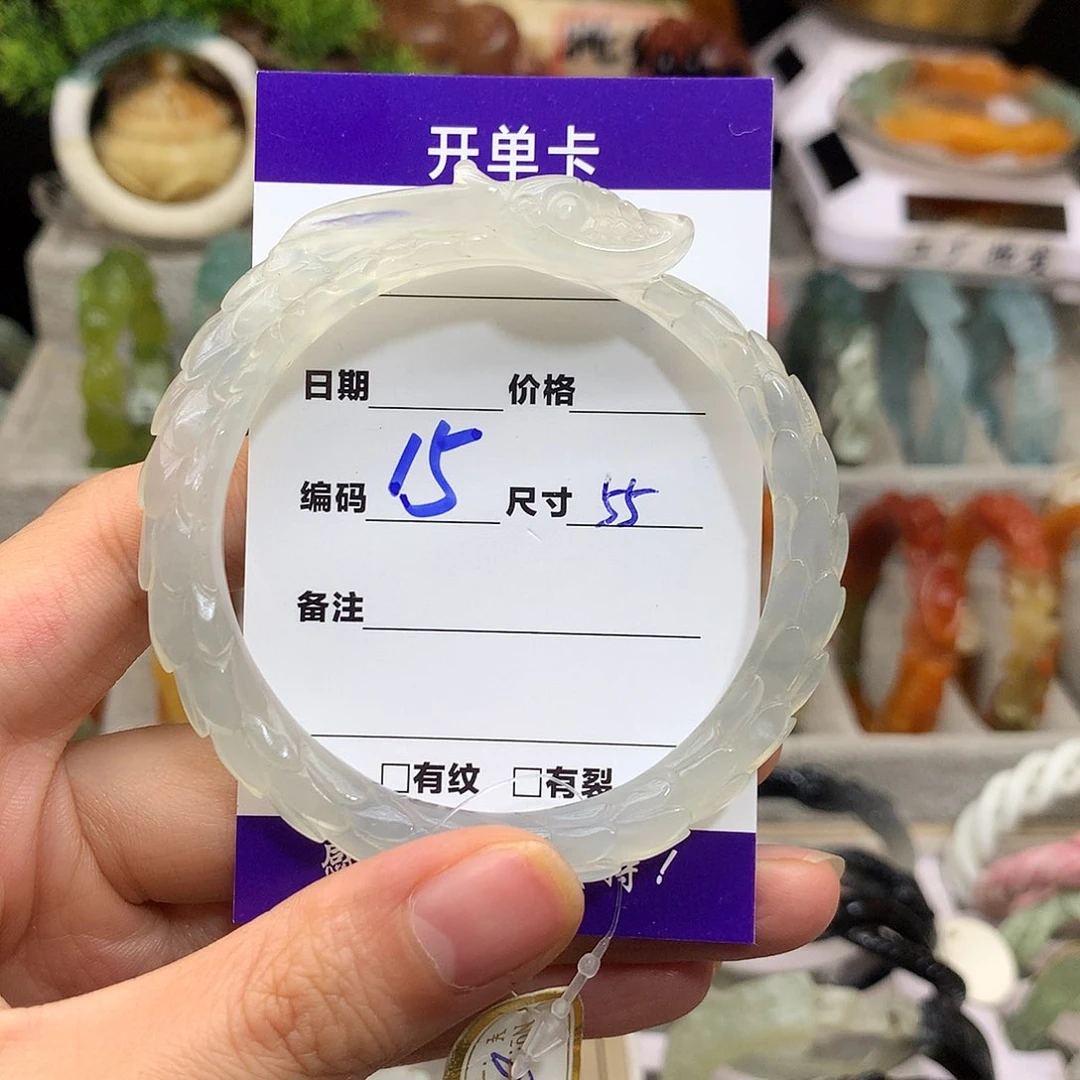 开单卡
日期 价格
编码 15 尺寸 55
备注
□有纹 □有裂
持！